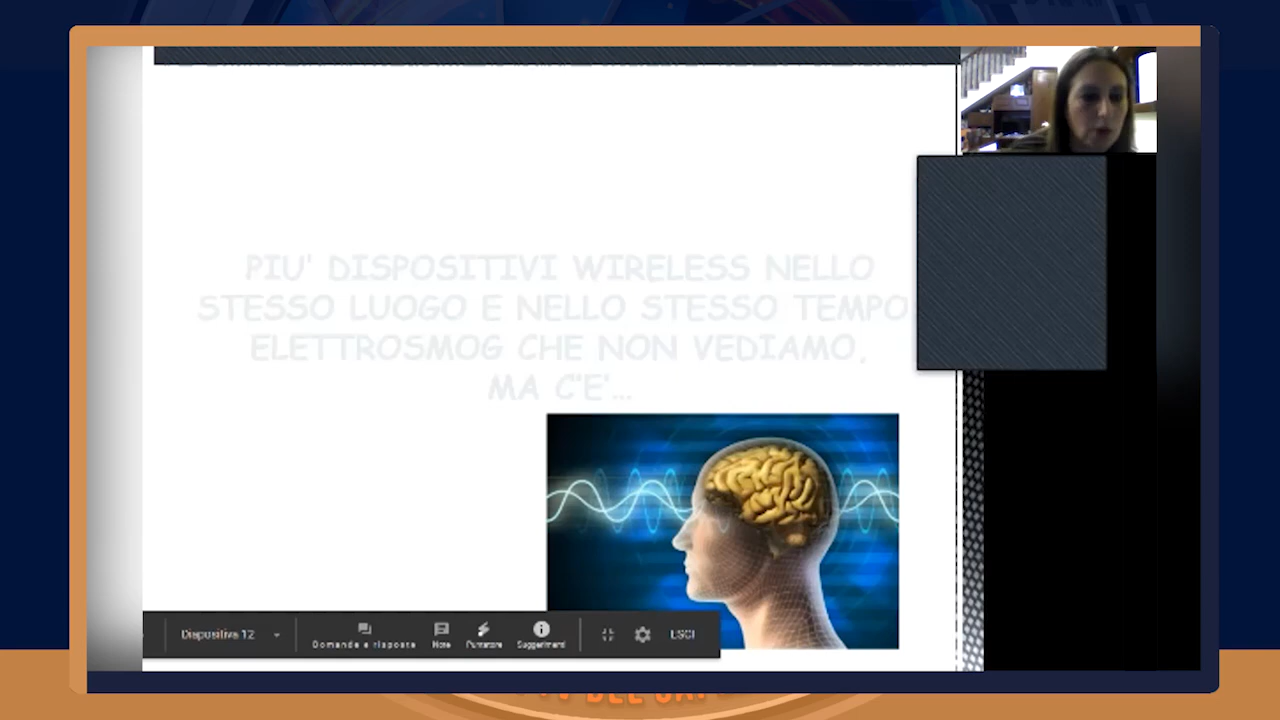 PIU' DISPOSITIVI WIRELESS NELLO
STESSO LUOGO E NELLO STESSO TEMPO
ELETTROSMOG CHE NON VEDIAMO,
MA C'E'...
Diapositiva 12
Domande e risposte
Note
Puntatore
Suggerimenti
ESCI